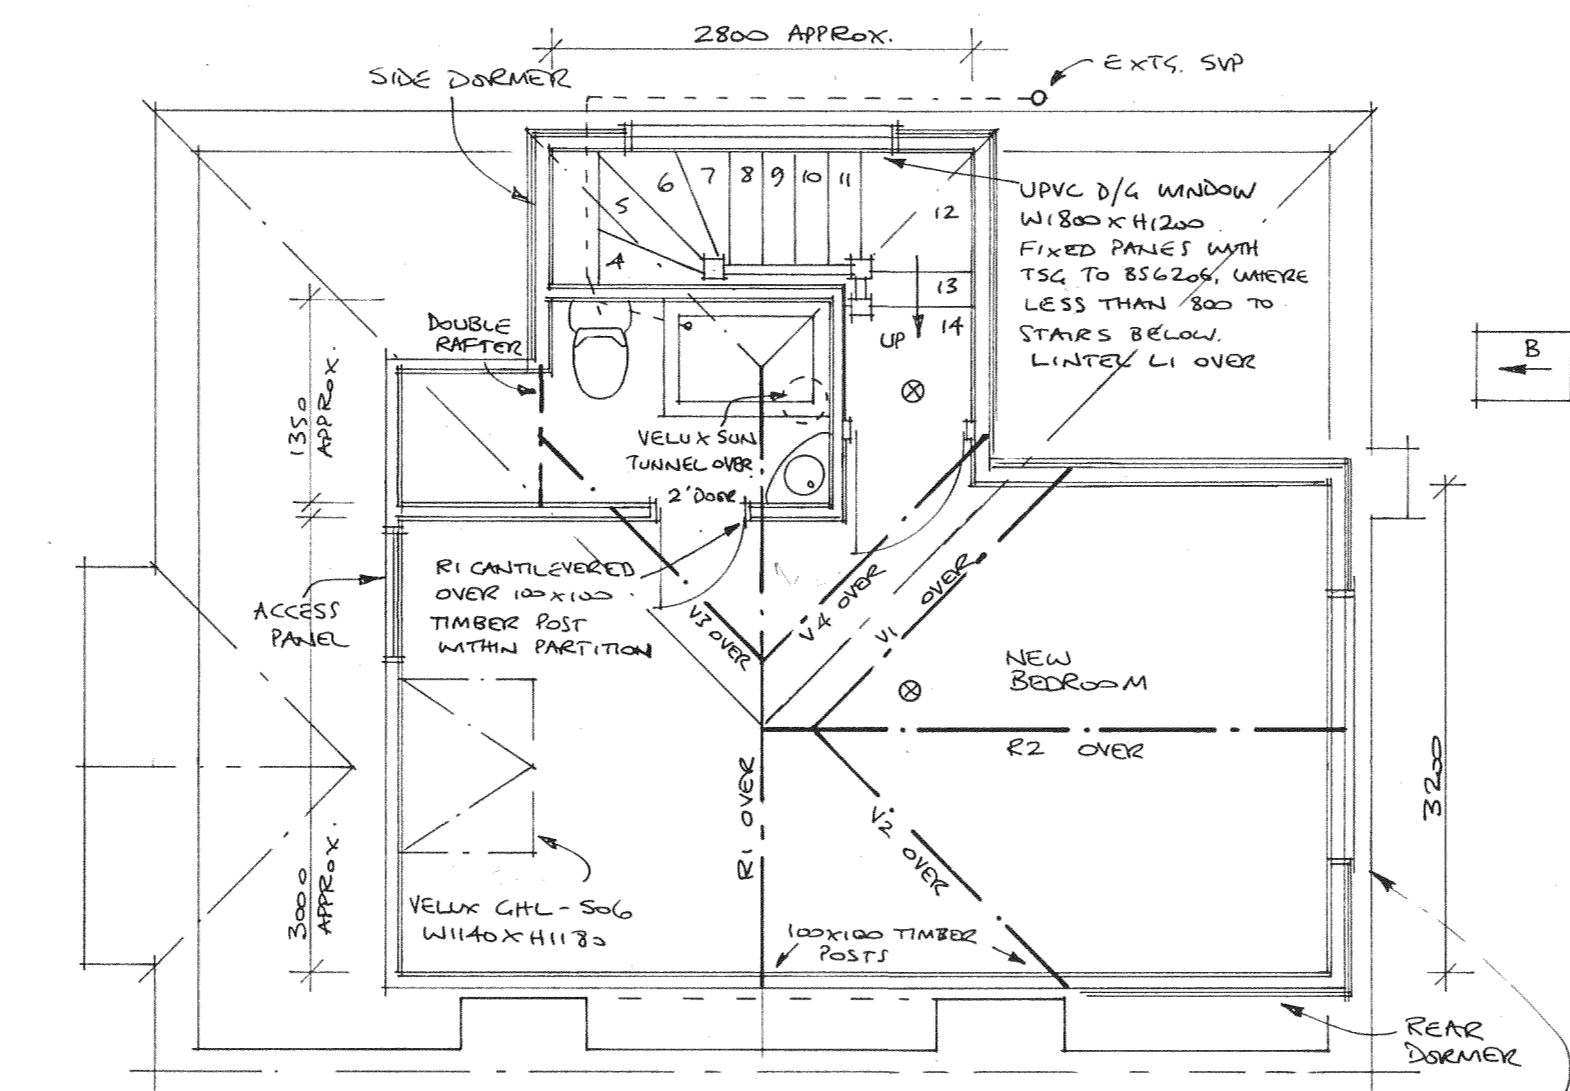 2800 APPROX.
SIDE DORMER
EXTG. SVP
4
5
6
7
8
9
10
11
12
13
14
UP
UPVC D/G WINDOW
W1800 X H1200
FIXED PANES WITH
TSG TO BS6206, WHERE
LESS THAN 800 TO
STAIRS BELOW.
LINTEL L1 OVER
B
DOUBLE
RAFTER
1350
APPROX.
VELUX SUN
TUNNEL OVER
2' DOOR
R1 CANTILEVERED
OVER 100X100
TIMBER POST
WITHIN PARTITION
ACCESS
PANEL
V3 OVER
V4 OVER
V1 OVER
NEW
BEDROOM
R2 OVER
R1 OVER
V2 OVER
3200
3000
APPROX.
VELUX GHL-S06
W1140 X H1180
100X100 TIMBER
POSTS
REAR
DORMER